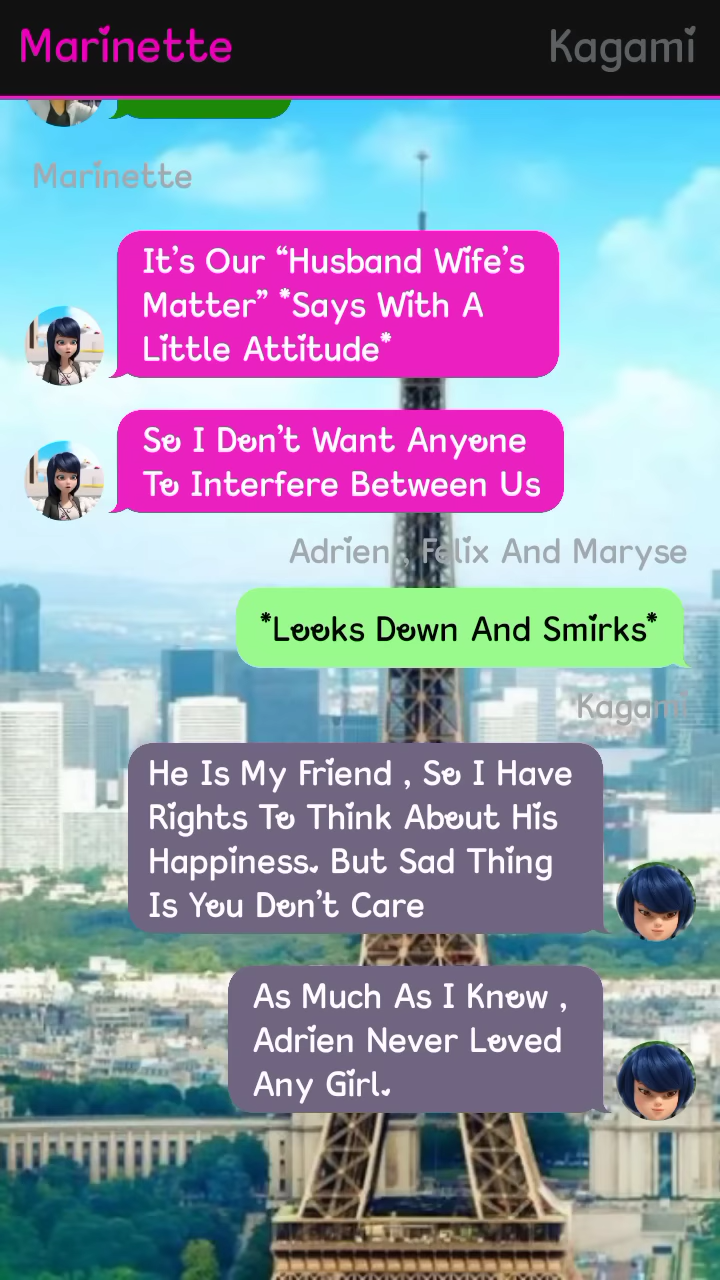 Marinette
Kagami
Marinette
It's Our “Husband Wife's
Matter” *Says With A
Little Attitude*
So I Don't Want Anyone
To Interfere Between Us
Adrien , Felix And Maryse
*Looks Down And Smirks*
Kagami
He Is My Friend , So I Have
Rights To Think About His
Happiness. But Sad Thing
Is You Don't Care
As Much As I Know ,
Adrien Never Loved
Any Girl.